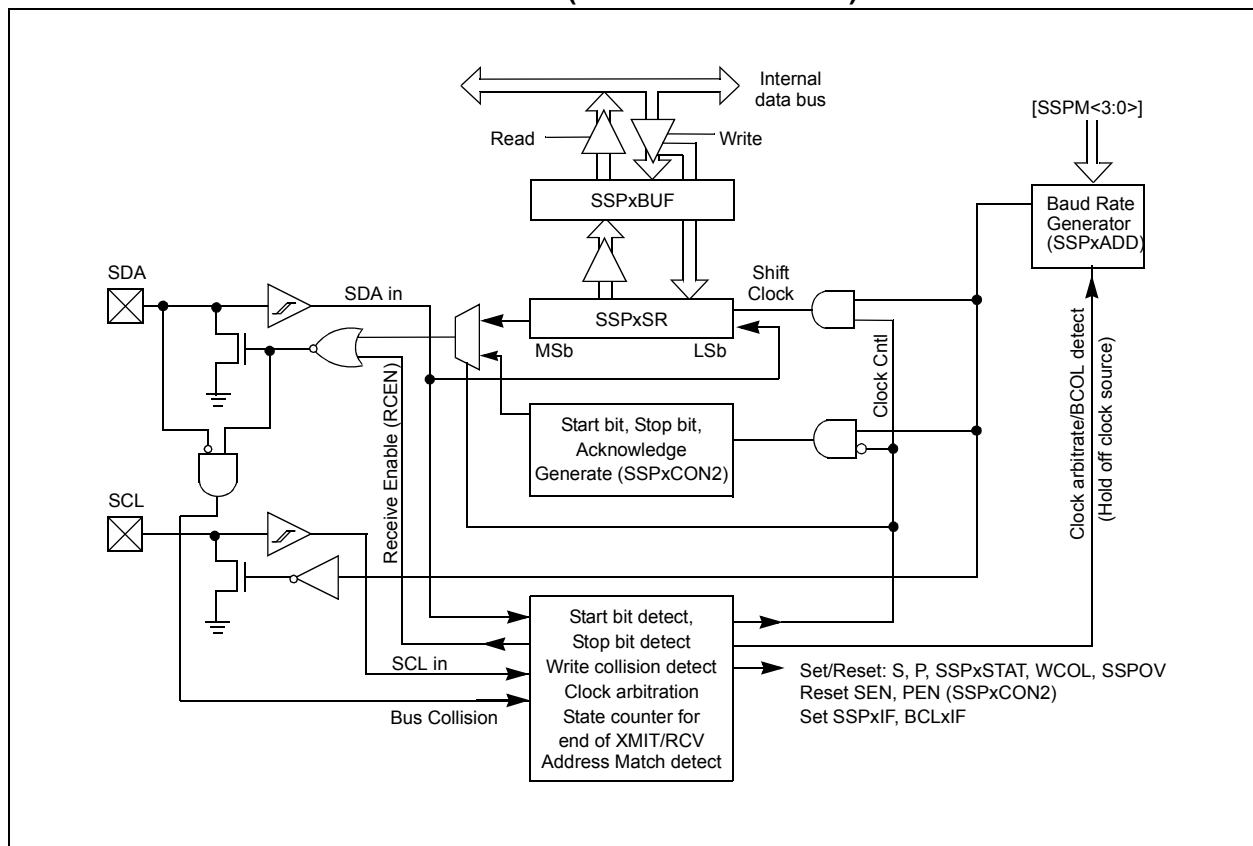 Internal
data bus
[SSPM<3:0>]
Read
Write
SSPxBUF
Baud Rate
Generator
(SSPxADD)
SDA
SDA in
Shift
Clock
SSPxSR
MSb
LSb
Start bit, Stop bit,
Acknowledge
Generate (SSPxCON2)
Receive Enable (RCEN)
Clock Cntl
Clock arbitrate/BCOL detect
(Hold off clock source)
SCL
SCL in
Bus Collision
Start bit detect,
Stop bit detect
Write collision detect
Clock arbitration
State counter for
end of XMIT/RCV
Address Match detect
Set/Reset: S, P, SSPxSTAT, WCOL, SSPOV
Reset SEN, PEN (SSPxCON2)
Set SSPxIF, BCLxIF